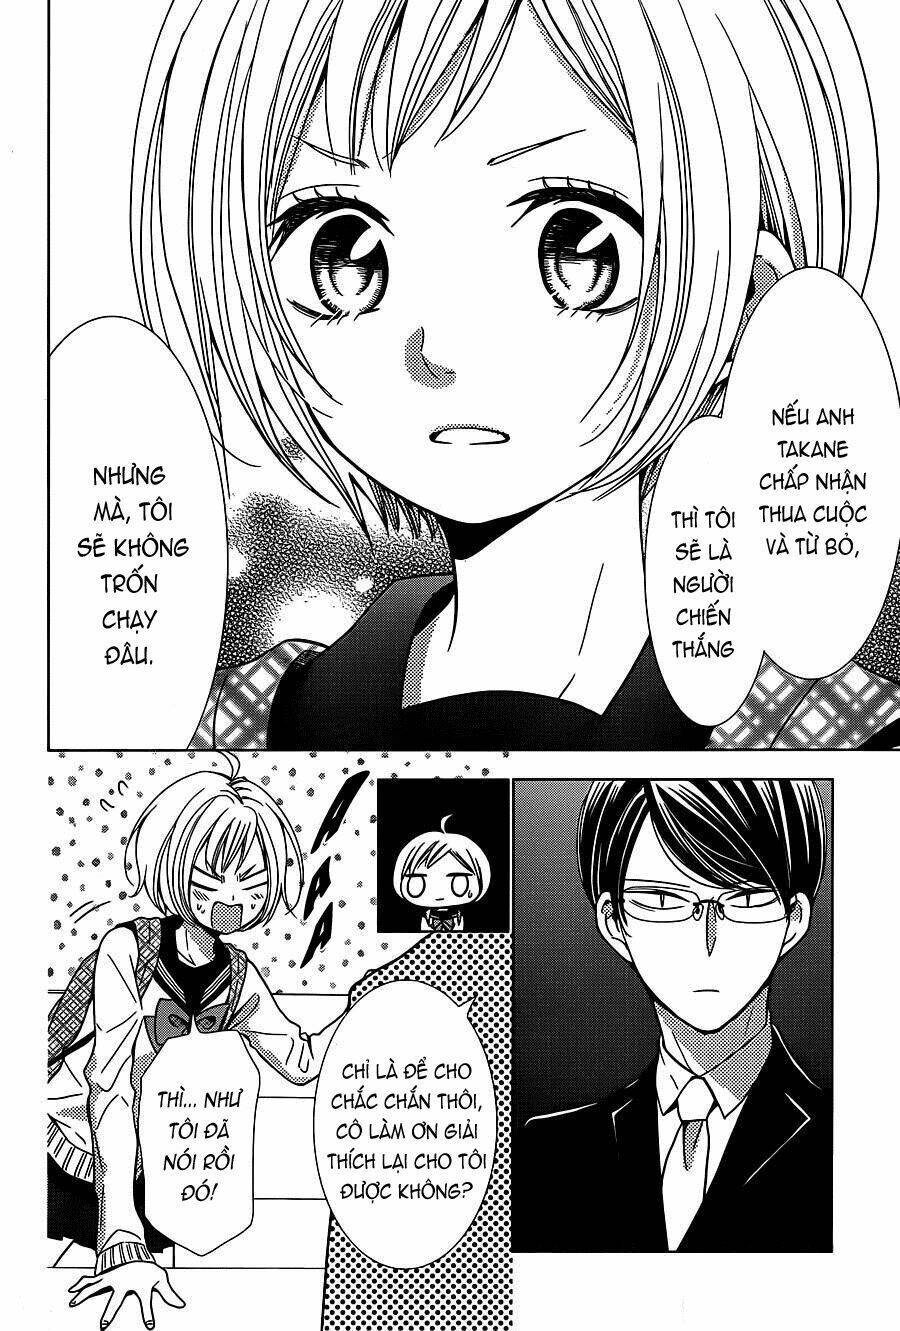 NẾU ANH
TAKANE
CHẤP NHẬN
THUA CUỘC
VÀ TỪ BỎ,
THÌ TÔI
SẼ LÀ
NGƯỜI
CHIẾN
THẮNG
NHƯNG
MÀ, TÔI
SẼ KHÔNG
TRỐN
CHẠY
ĐÂU.
CHỈ LÀ ĐỂ CHO
CHẮC CHẮN THÔI,
CÔ LÀM ƠN GIẢI
THÍCH LẠI CHO TÔI
ĐƯỢC KHÔNG?
AAAA
THÌ... NHƯ
TÔI ĐÃ
NÓI RỒI
ĐÓ!